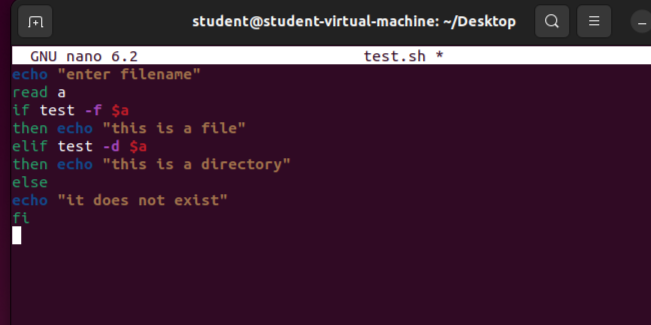 student@student-virtual-machine: ~/Desktop
GNU nano 6.2 test.sh *
echo "enter filename"
read a
if test -f $a
then echo "this is a file"
elif test -d $a
then echo "this is a directory"
else
echo "it does not exist"
fi